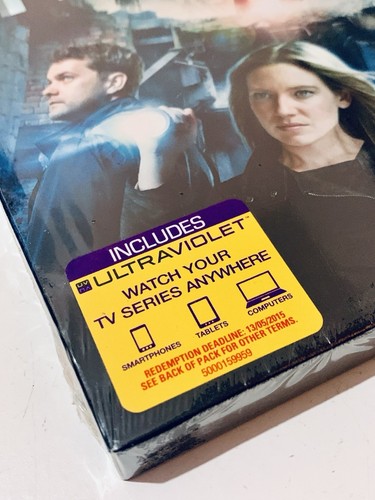 INCLUDES
UV ULTRAVIOLET™
WATCH YOUR
TV SERIES ANYWHERE
SMARTPHONES
TABLETS
COMPUTERS
REDEMPTION DEADLINE: 13/05/2015
SEE BACK OF PACK FOR OTHER TERMS.
5000159959